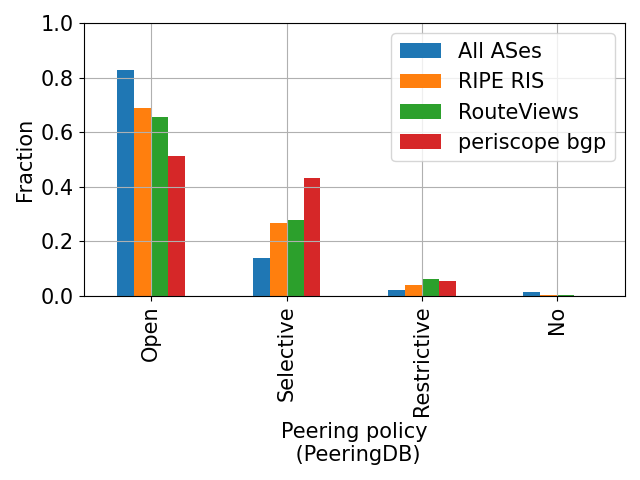 1.0
0.8
0.6
0.4
0.2
0.0
Fraction
All ASes
RIPE RIS
RouteViews
periscope bgp
Open
Selective
Restrictive
No
Peering policy
(PeeringDB)